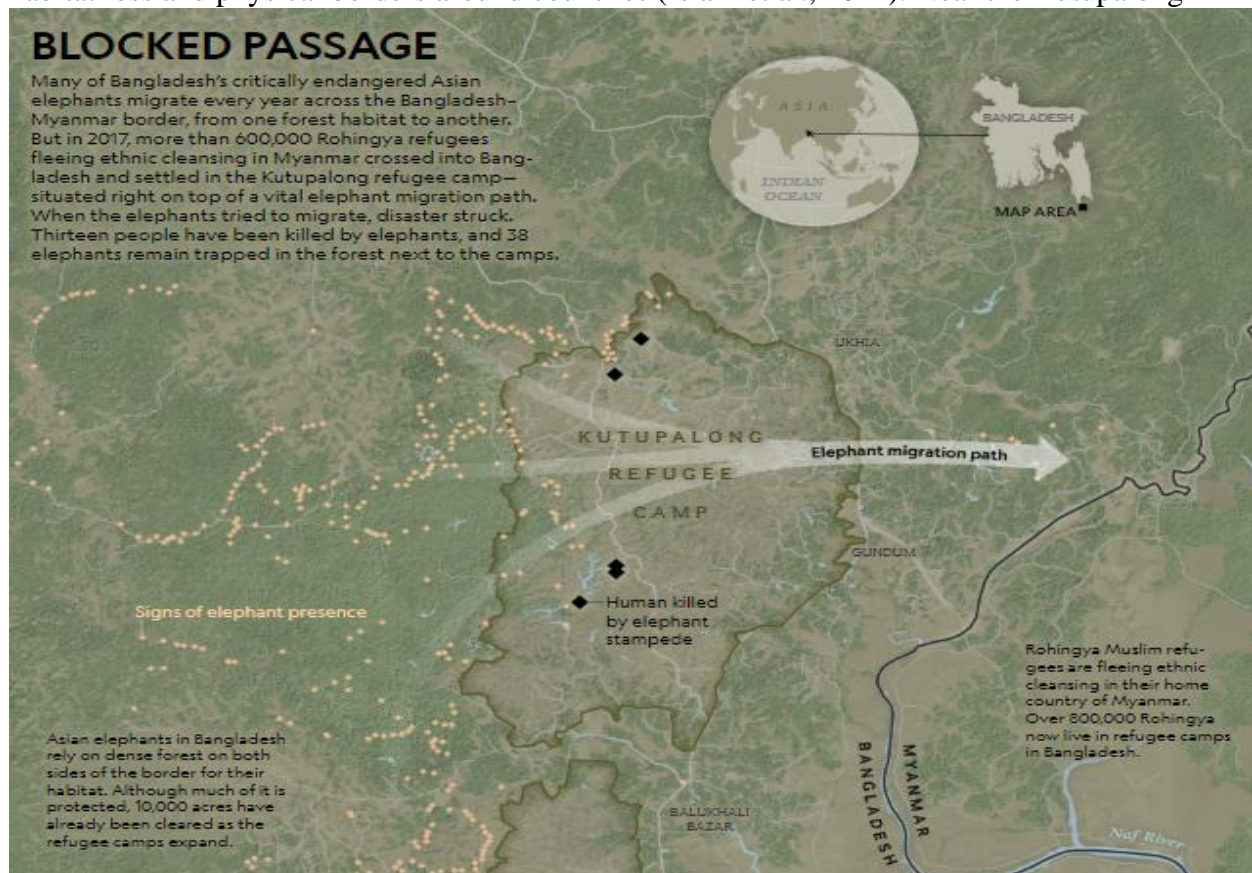 BLOCKED PASSAGE
Many of Bangladesh's critically endangered Asian
elephants migrate every year across the Bangladesh–
Myanmar border, from one forest habitat to another.
But in 2017, more than 600,000 Rohingya refugees
fleeing ethnic cleansing in Myanmar crossed into Bang-
ladesh and settled in the Kutupalong refugee camp—
situated right on top of a vital elephant migration path.
When the elephants tried to migrate, disaster struck.
Thirteen people have been killed by elephants, and 38
elephants remain trapped in the forest next to the camps.
ASIA
INDIAN
OCEAN
BANGLADESH
MAP AREA
UKHIA
KUTUPALONG
REFUGEE
CAMP
Elephant migration path
GUNDUM
Human killed
by elephant
stampede
Signs of elephant presence
Rohingya Muslim refu-
gees are fleeing ethnic
cleansing in their home
country of Myanmar.
Over 800,000 Rohingya
now live in refugee camps
in Bangladesh.
Asian elephants in Bangladesh
rely on dense forest on both
sides of the border for their
habitat. Although much of it is
protected, 10,000 acres have
already been cleared as the
refugee camps expand.
BALUKHALI
BAZAR
BANGLADESH
MYANMAR
Naf River